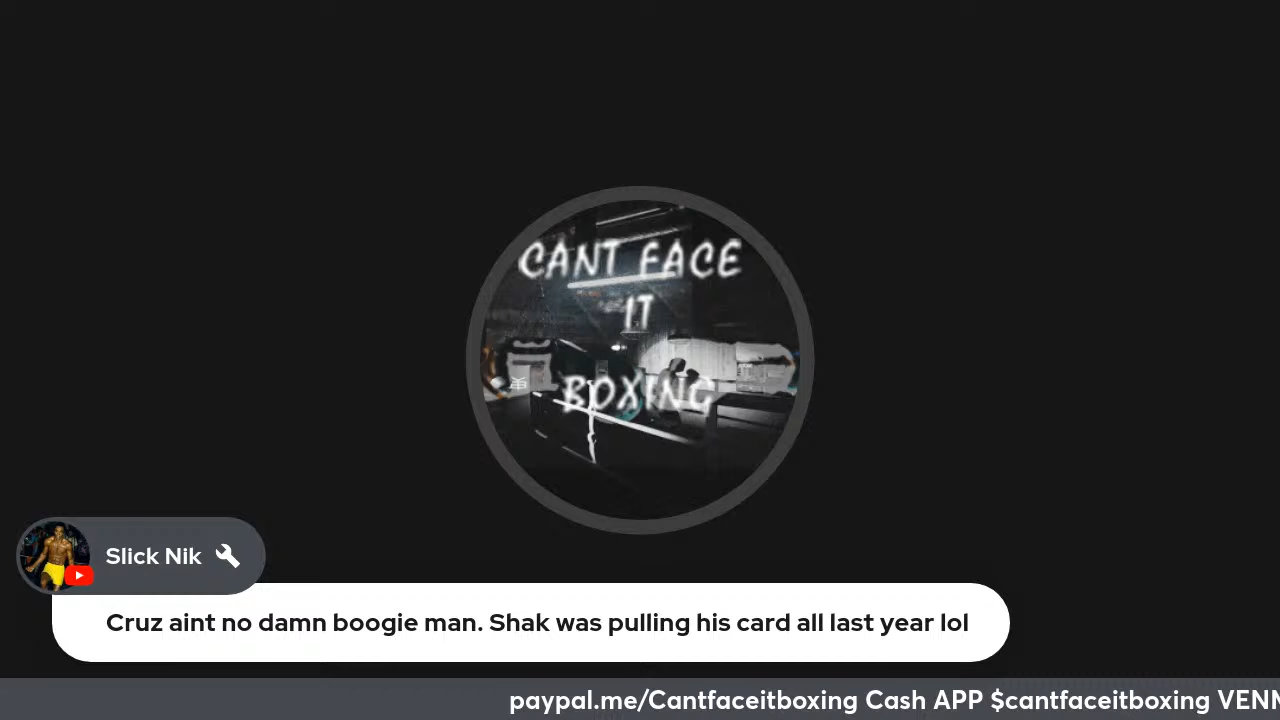 CANT FACE
IT
BOXING
Slick Nik
Cruz aint no damn boogie man. Shak was pulling his card all last year lol
paypal.me/Cantfaceitboxing Cash APP $cantfaceitboxing VENM